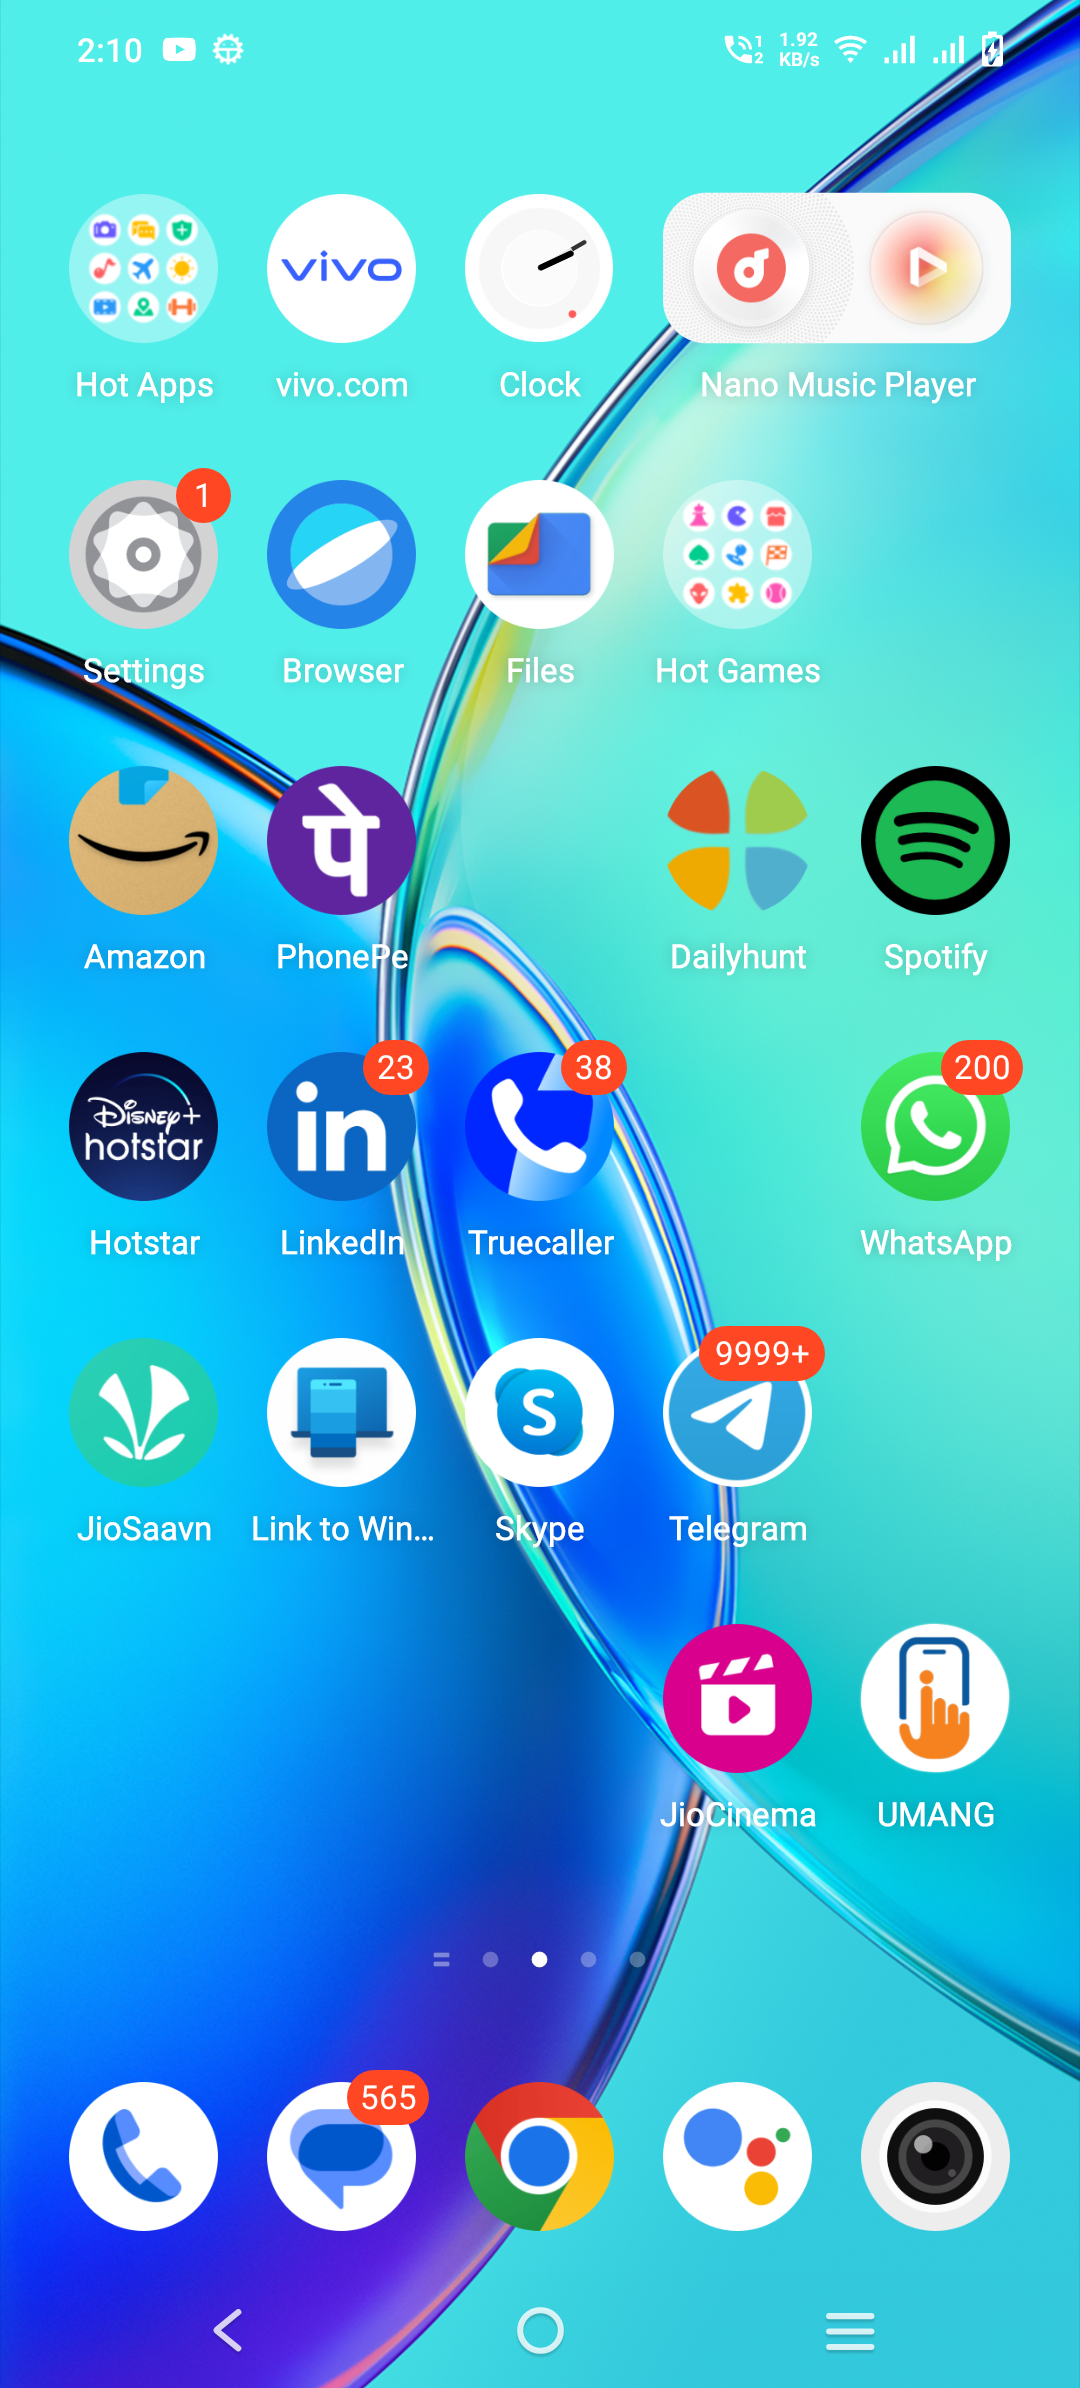 2:10 1 2 1.92 KB/s
vivo
Hot Apps vivo.com Clock Nano Music Player
1
Settings Browser Files Hot Games
पे
Amazon PhonePe Dailyhunt Spotify
23 38 200
Disney+ hotstar in
Hotstar LinkedIn Truecaller WhatsApp
9999+
S
JioSaavn Link to Win... Skype Telegram
JioCinema UMANG
565